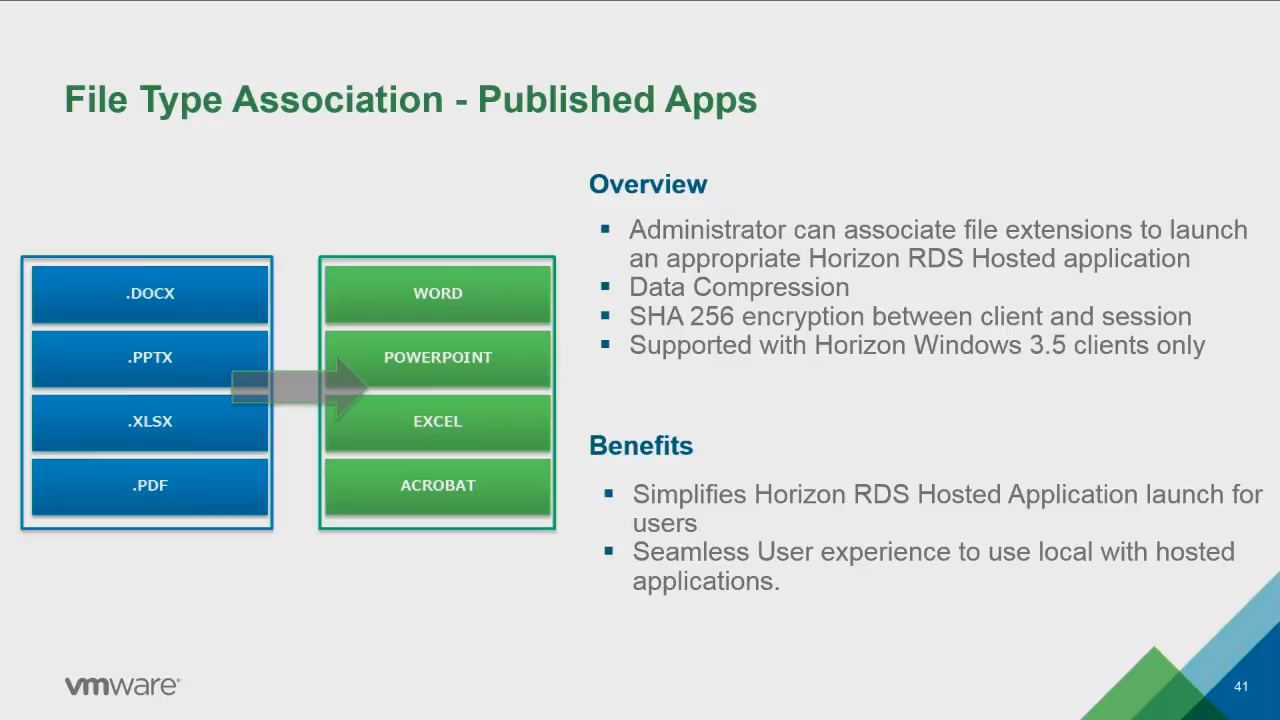 File Type Association - Published Apps
.DOCX
.PPTX
.XLSX
.PDF
WORD
POWERPOINT
EXCEL
ACROBAT
Overview
Administrator can associate file extensions to launch
an appropriate Horizon RDS Hosted application
Data Compression
SHA 256 encryption between client and session
Supported with Horizon Windows 3.5 clients only
Benefits
Simplifies Horizon RDS Hosted Application launch for
users
Seamless User experience to use local with hosted
applications.
vmware®
41